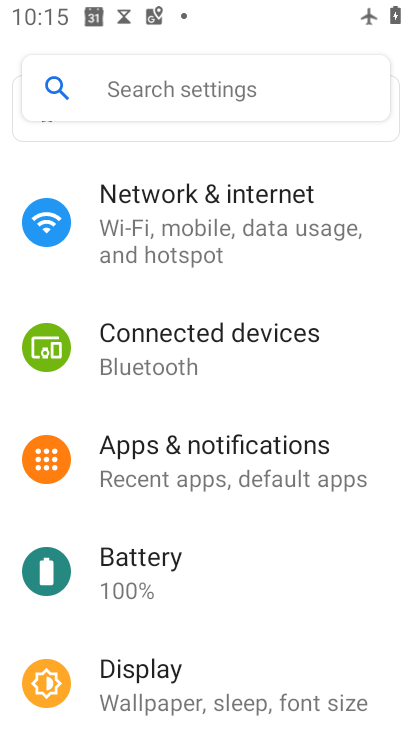 10:15 31 G
Search settings
Network & internet
Wi-Fi, mobile, data usage,
and hotspot
Connected devices
Bluetooth
Apps & notifications
Recent apps, default apps
Battery
100%
Display
Wallpaper, sleep, font size